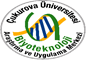 Çukurova Üniversitesi
Biyoteknoloji
Araştırma ve Uygulama Merkezi